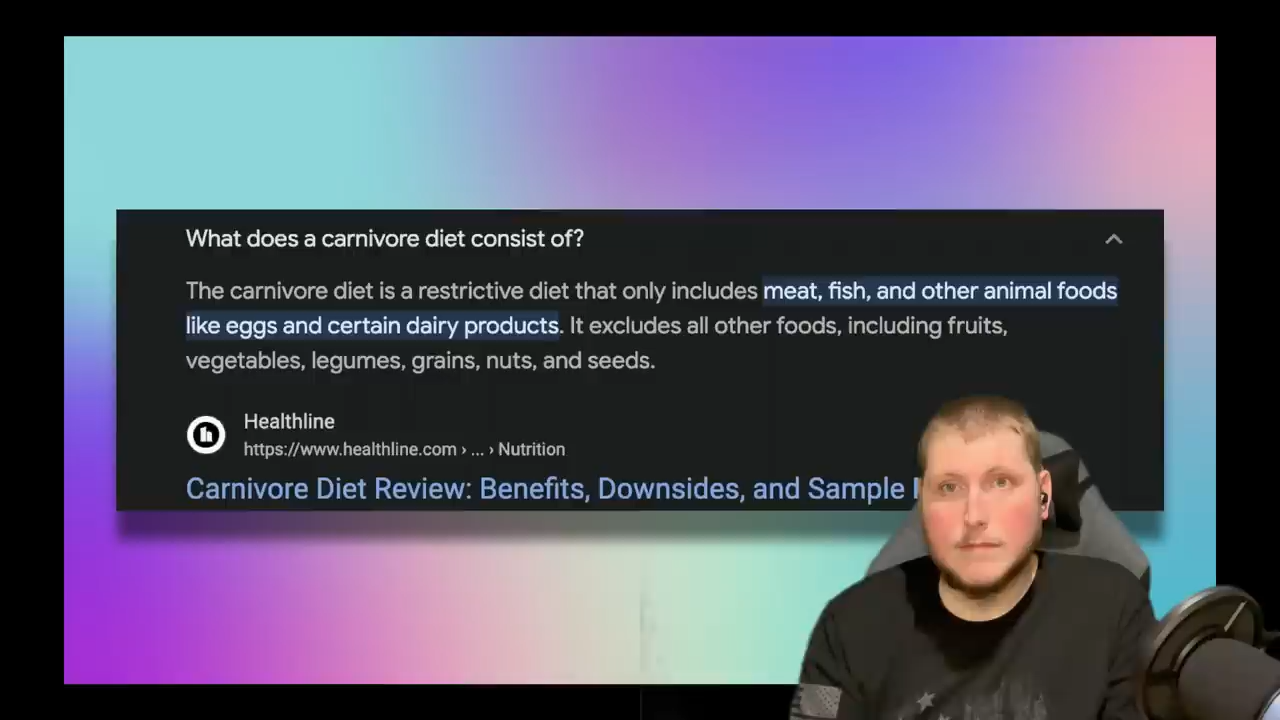 What does a carnivore diet consist of?
The carnivore diet is a restrictive diet that only includes meat, fish, and other animal foods
like eggs and certain dairy products. It excludes all other foods, including fruits,
vegetables, legumes, grains, nuts, and seeds.
Healthline
https://www.healthline.com › ... › Nutrition
Carnivore Diet Review: Benefits, Downsides, and Sample